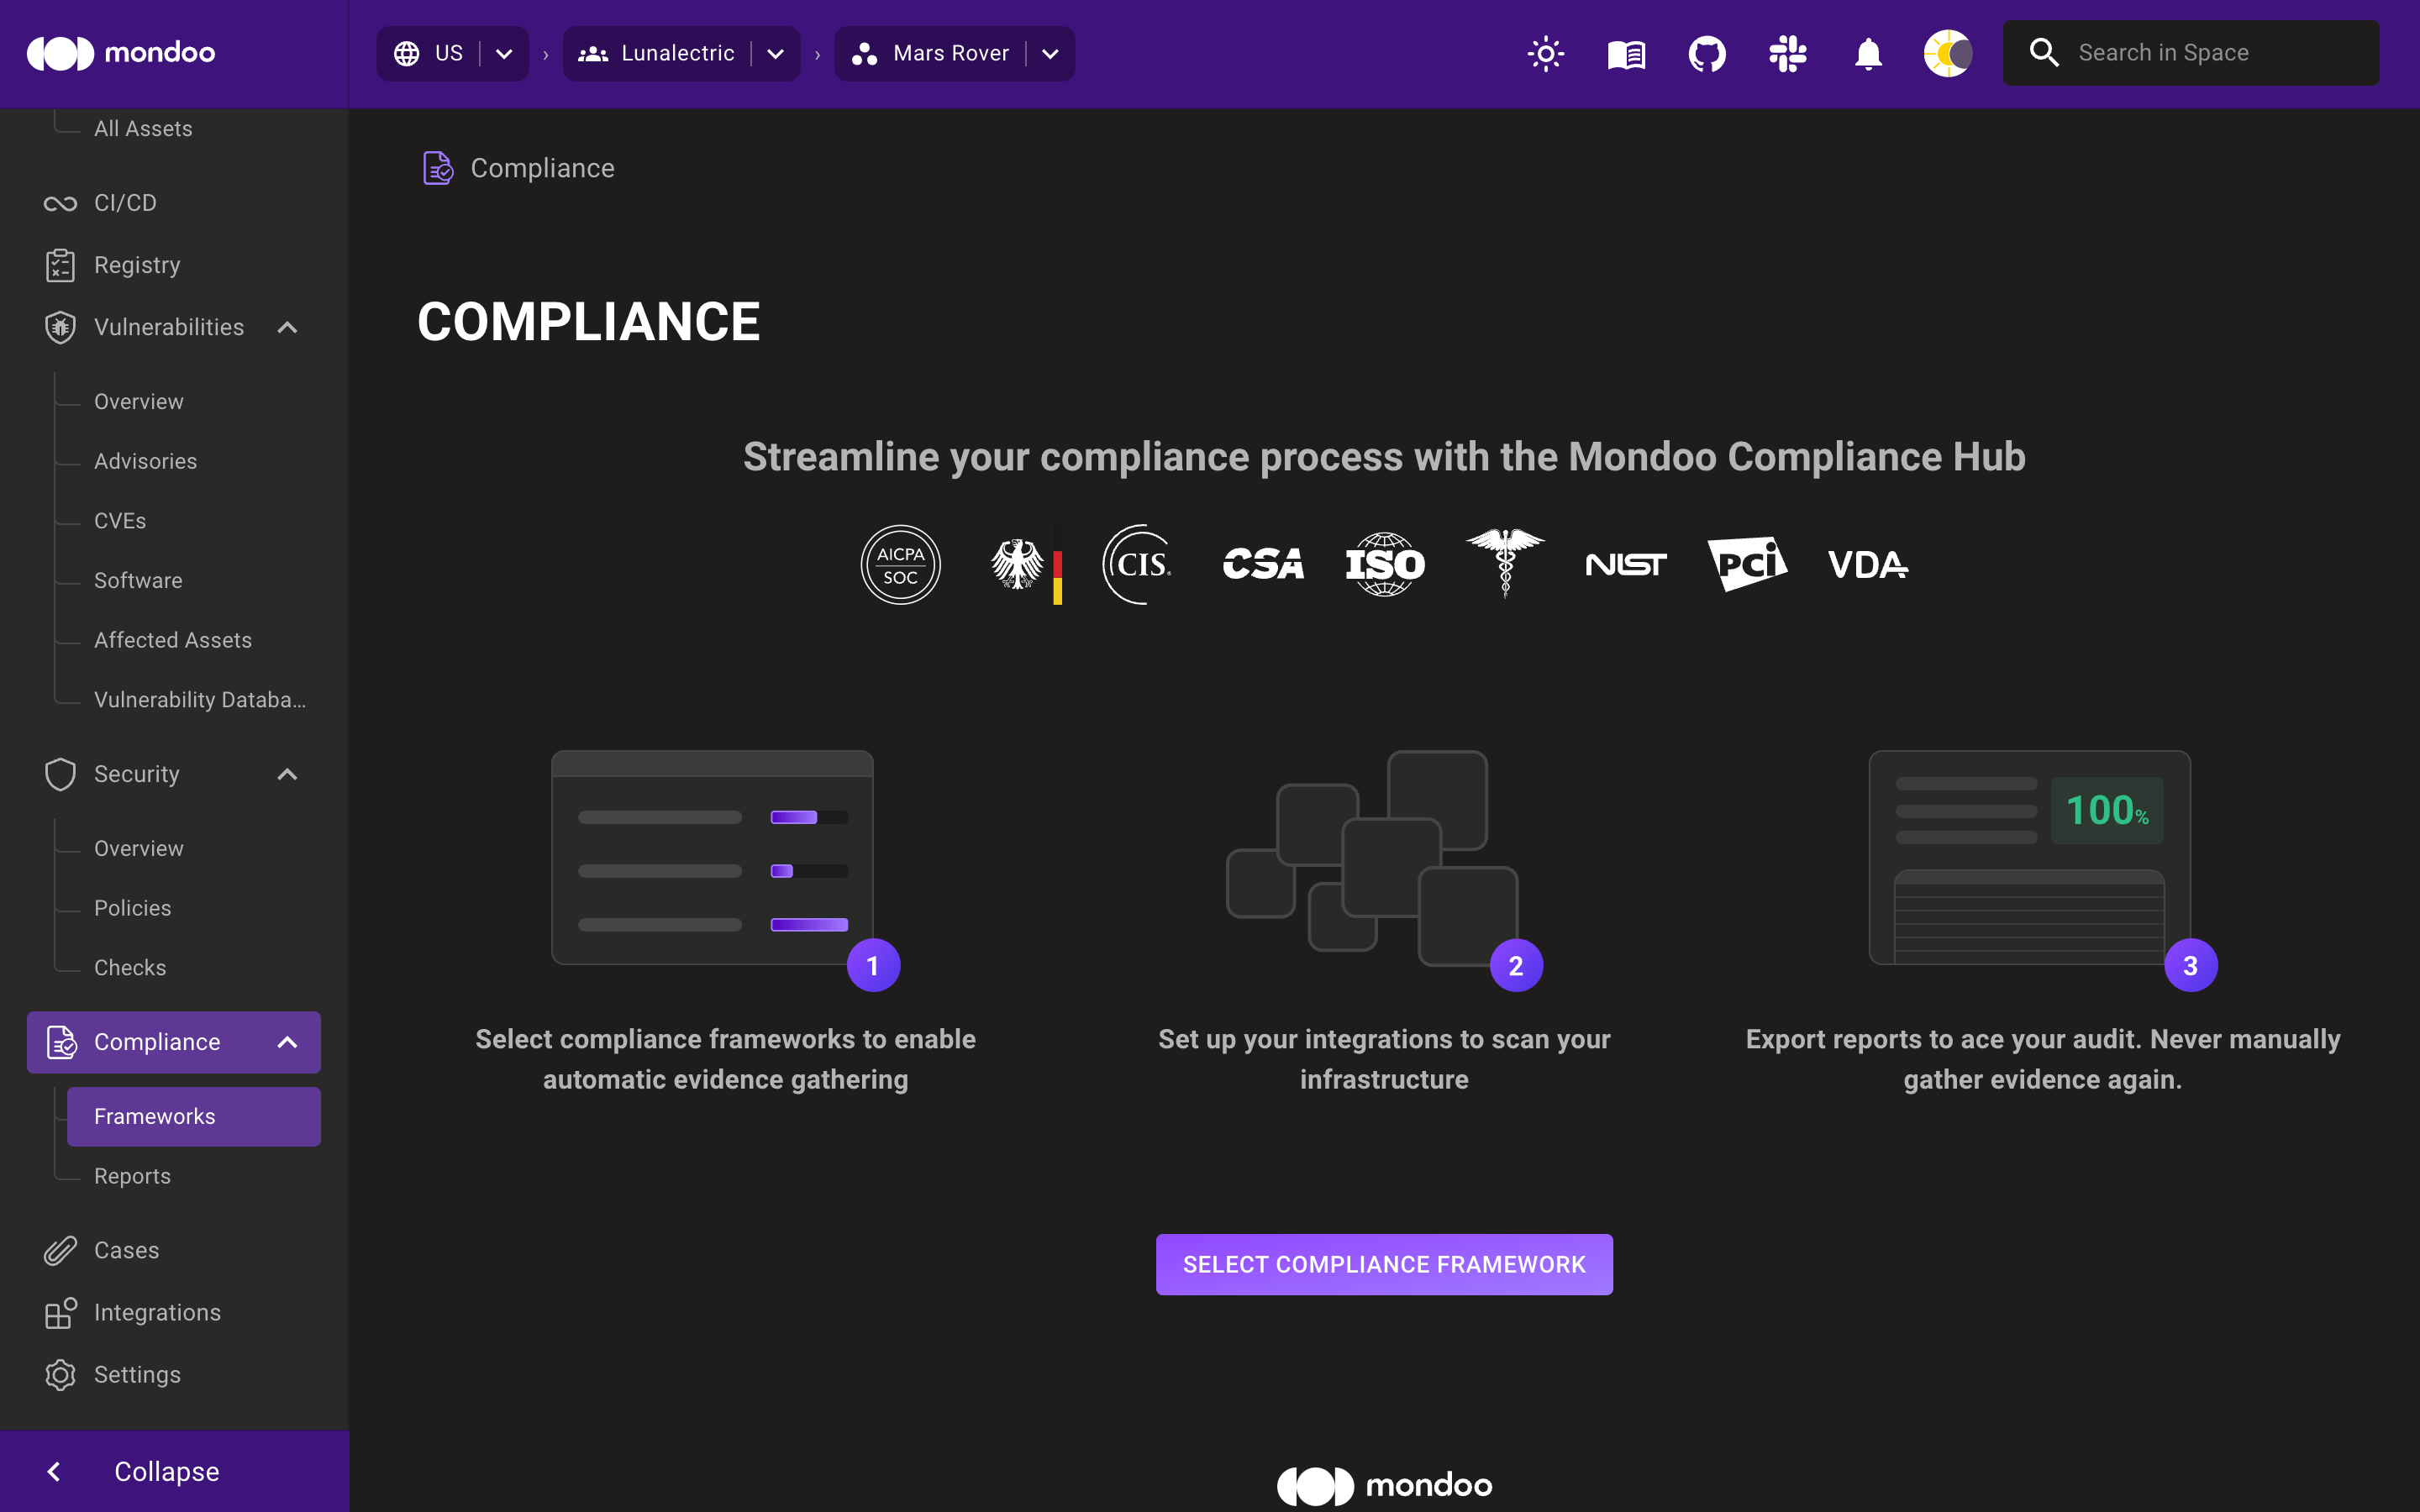 mondoo
US
Lunalectric
Mars Rover
Search in Space
All Assets
CI/CD
Registry
Vulnerabilities
Overview
Advisories
CVEs
Software
Affected Assets
Vulnerability Databa...
Security
Overview
Policies
Checks
Compliance
Frameworks
Reports
Cases
Integrations
Settings
Collapse
Compliance
COMPLIANCE
Streamline your compliance process with the Mondoo Compliance Hub
AICPA
SOC
CIS®
CSA
ISO
NIST
PCi
VDA
100%
1
2
3
Select compliance frameworks to enable
automatic evidence gathering
Set up your integrations to scan your
infrastructure
Export reports to ace your audit. Never manually
gather evidence again.
SELECT COMPLIANCE FRAMEWORK
mondoo